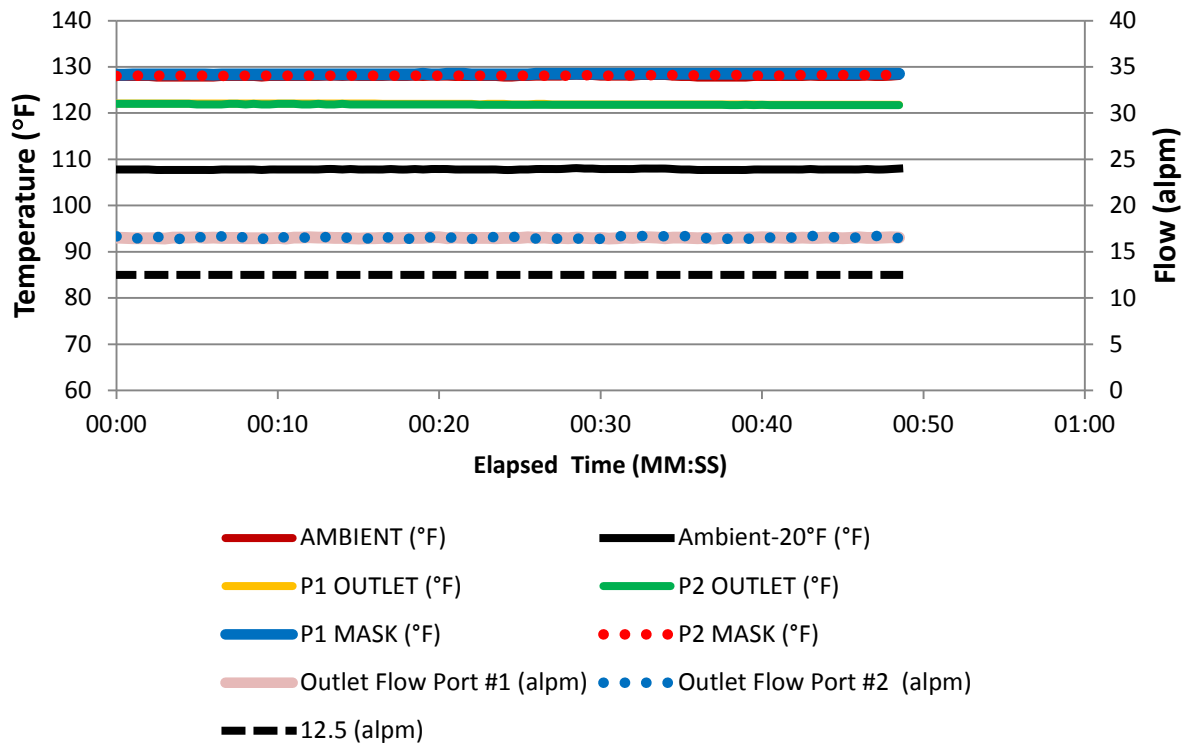 140
130
120
110
100
90
80
70
60
Temperature (°F)
40
35
30
25
20
15
10
5
0
Flow (alpm)
00:00 00:10 00:20 00:30 00:40 00:50 01:00
Elapsed Time (MM:SS)
AMBIENT (°F) Ambient-20°F (°F)
P1 OUTLET (°F) P2 OUTLET (°F)
P1 MASK (°F) P2 MASK (°F)
Outlet Flow Port #1 (alpm) Outlet Flow Port #2 (alpm)
12.5 (alpm)